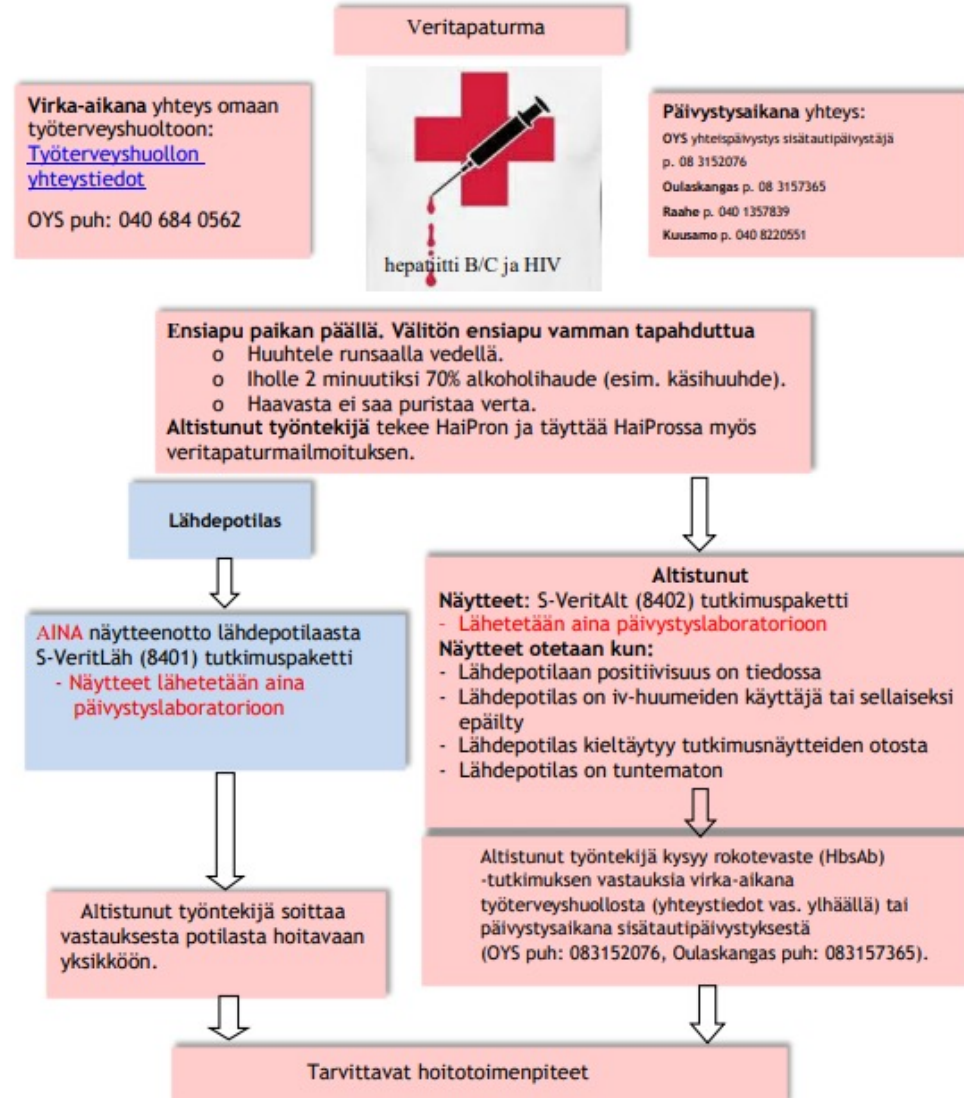 Veritapaturma
Virka-aikana yhteys omaan
työterveyshuoltoon:
Työterveyshuollon
yhteystiedot
OYS puh: 040 684 0562
hepatiitti B/C ja HIV
Päivystysaikana yhteys:
OYS yhteispäivystys sisätautipäivystäjä
p. 08 3152076
Oulaskangas p. 08 3157365
Raahe p. 040 1357839
Kuusamo p. 040 8220551
Ensiapu paikan päällä. Välitön ensiapu vamman tapahduttua
o Huuhtele runsaalla vedellä.
o Iholle 2 minuutiksi 70% alkoholihaude (esim. käsihuuhde).
o Haavasta ei saa puristaa verta.
Altistunut työntekijä tekee HaiPron ja täyttää HaiProssa myös
veritapaturmailmoituksen.
Lähdepotilas
AINA näytteenotto lähdepotilaasta
S-VeritLäh (8401) tutkimuspaketti
- Näytteet lähetetään aina
päivystyslaboratorioon
Altistunut työntekijä soittaa
vastauksesta potilasta hoitavaan
yksikköön.
Altistunut
Näytteet: S-VeritAlt (8402) tutkimuspaketti
- Lähetetään aina päivystyslaboratorioon
Näytteet otetaan kun:
- Lähdepotilaan positiivisuus on tiedossa
- Lähdepotilas on iv-huumeiden käyttäjä tai sellaiseksi
epäilty
- Lähdepotilas kieltäytyy tutkimusnäytteiden otosta
- Lähdepotilas on tuntematon
Altistunut työntekijä kysyy rokotevaste (HbsAb)
-tutkimuksen vastauksia virka-aikana
työterveyshuollosta (yhteystiedot vas. ylhäällä) tai
päivystysaikana sisätautipäivystyksestä
(OYS puh: 083152076, Oulaskangas puh: 083157365).
Tarvittavat hoitotoimenpiteet